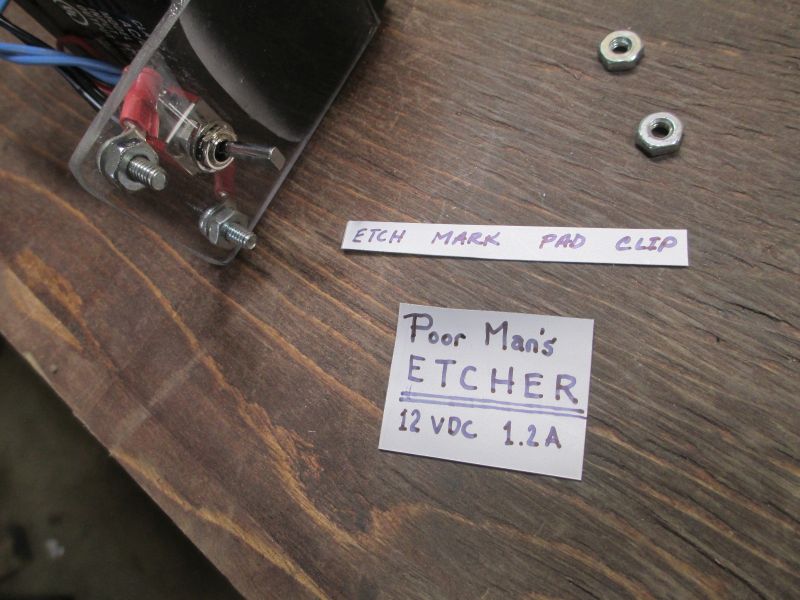 ETCH MARK PAD CLIP
Poor Man's
ETCHER
12 VDC 1.2A